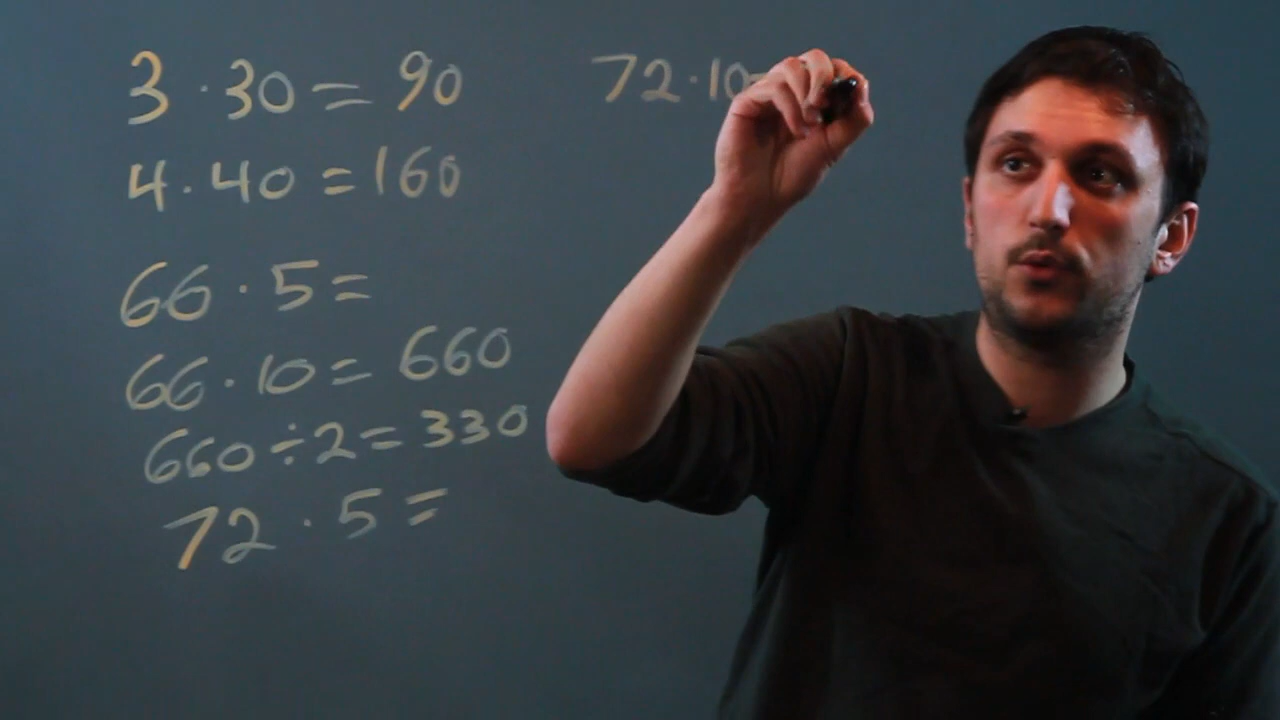 3 · 30 = 90
4 · 40 = 160
66 · 5 =
66 · 10 = 660
660 ÷ 2 = 330
72 · 5 =
72 · 10 =